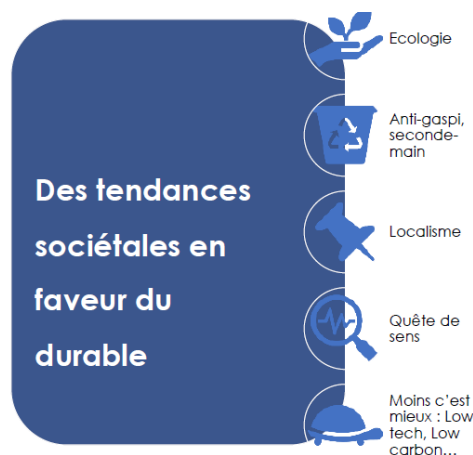 Des tendances
sociétales en
faveur du
durable
Ecologie
Anti-gaspi,
seconde-
main
Localisme
Quête de
sens
Moins c'est
mieux : Low
tech, Low
carbon...